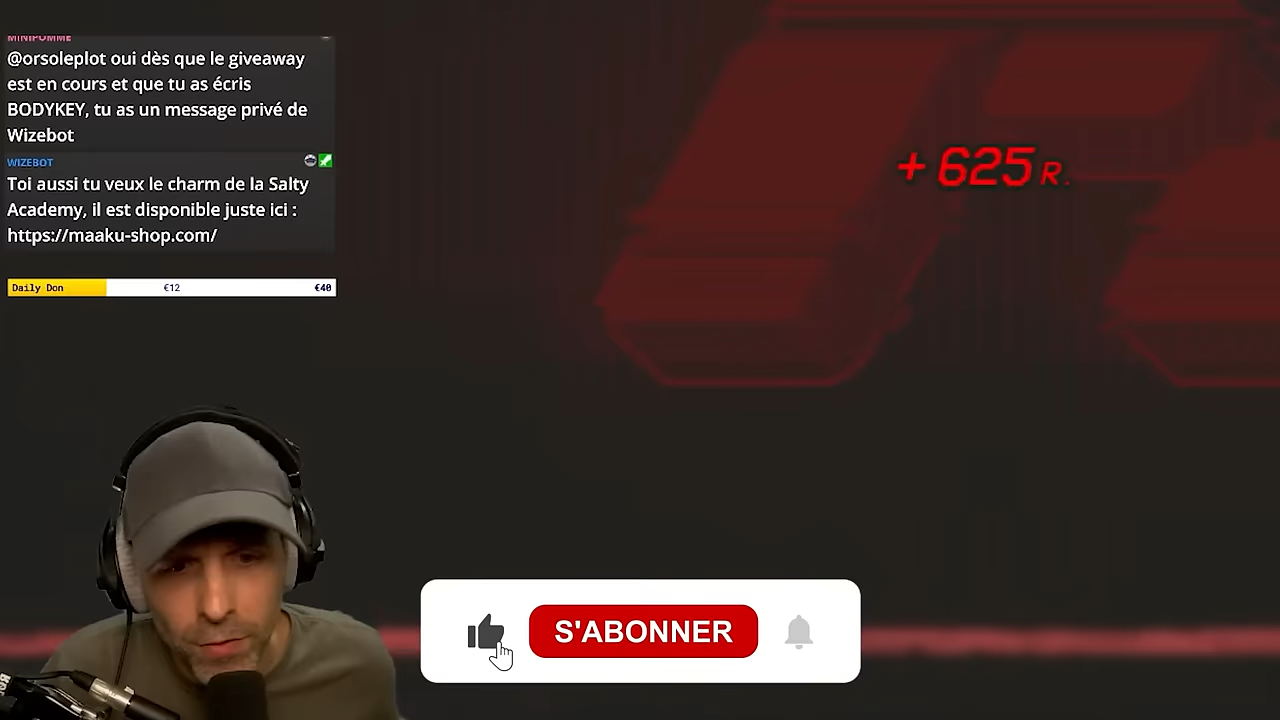 MINIPOMME
@orsoleplot oui dès que le giveaway
est en cours et que tu as écris
BODYKEY, tu as un message privé de
Wizebot
WIZEBOT
Toi aussi tu veux le charm de la Salty
Academy, il est disponible juste ici :
https://maaku-shop.com/
Daily Don €12 €40
+ 625 R.
S'ABONNER